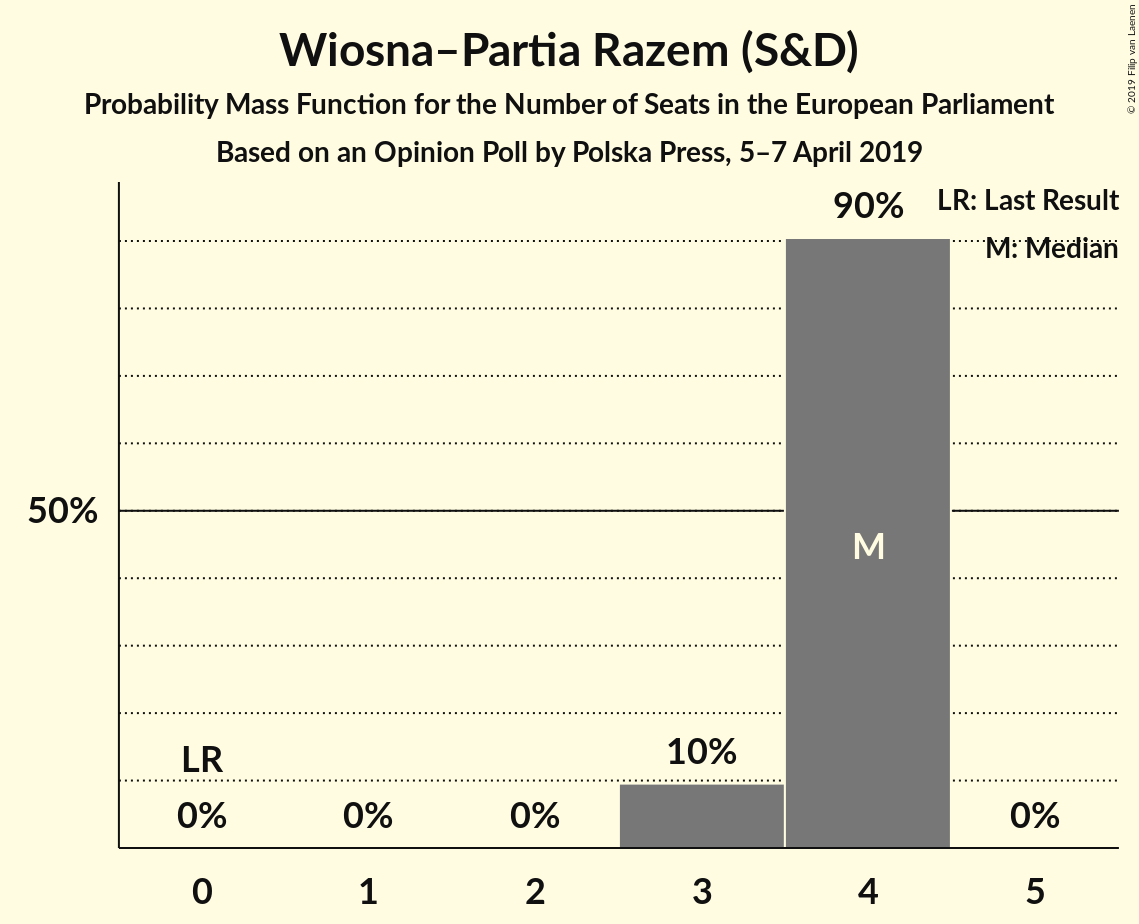 Wiosna–Partia Razem (S&D)
Probability Mass Function for the Number of Seats in the European Parliament
Based on an Opinion Poll by Polska Press, 5–7 April 2019
© 2019 Filip van Laenen
LR: Last Result
M: Median
90%
50%
M
LR
10%
0% 0% 0% 0%
0 1 2 3 4 5